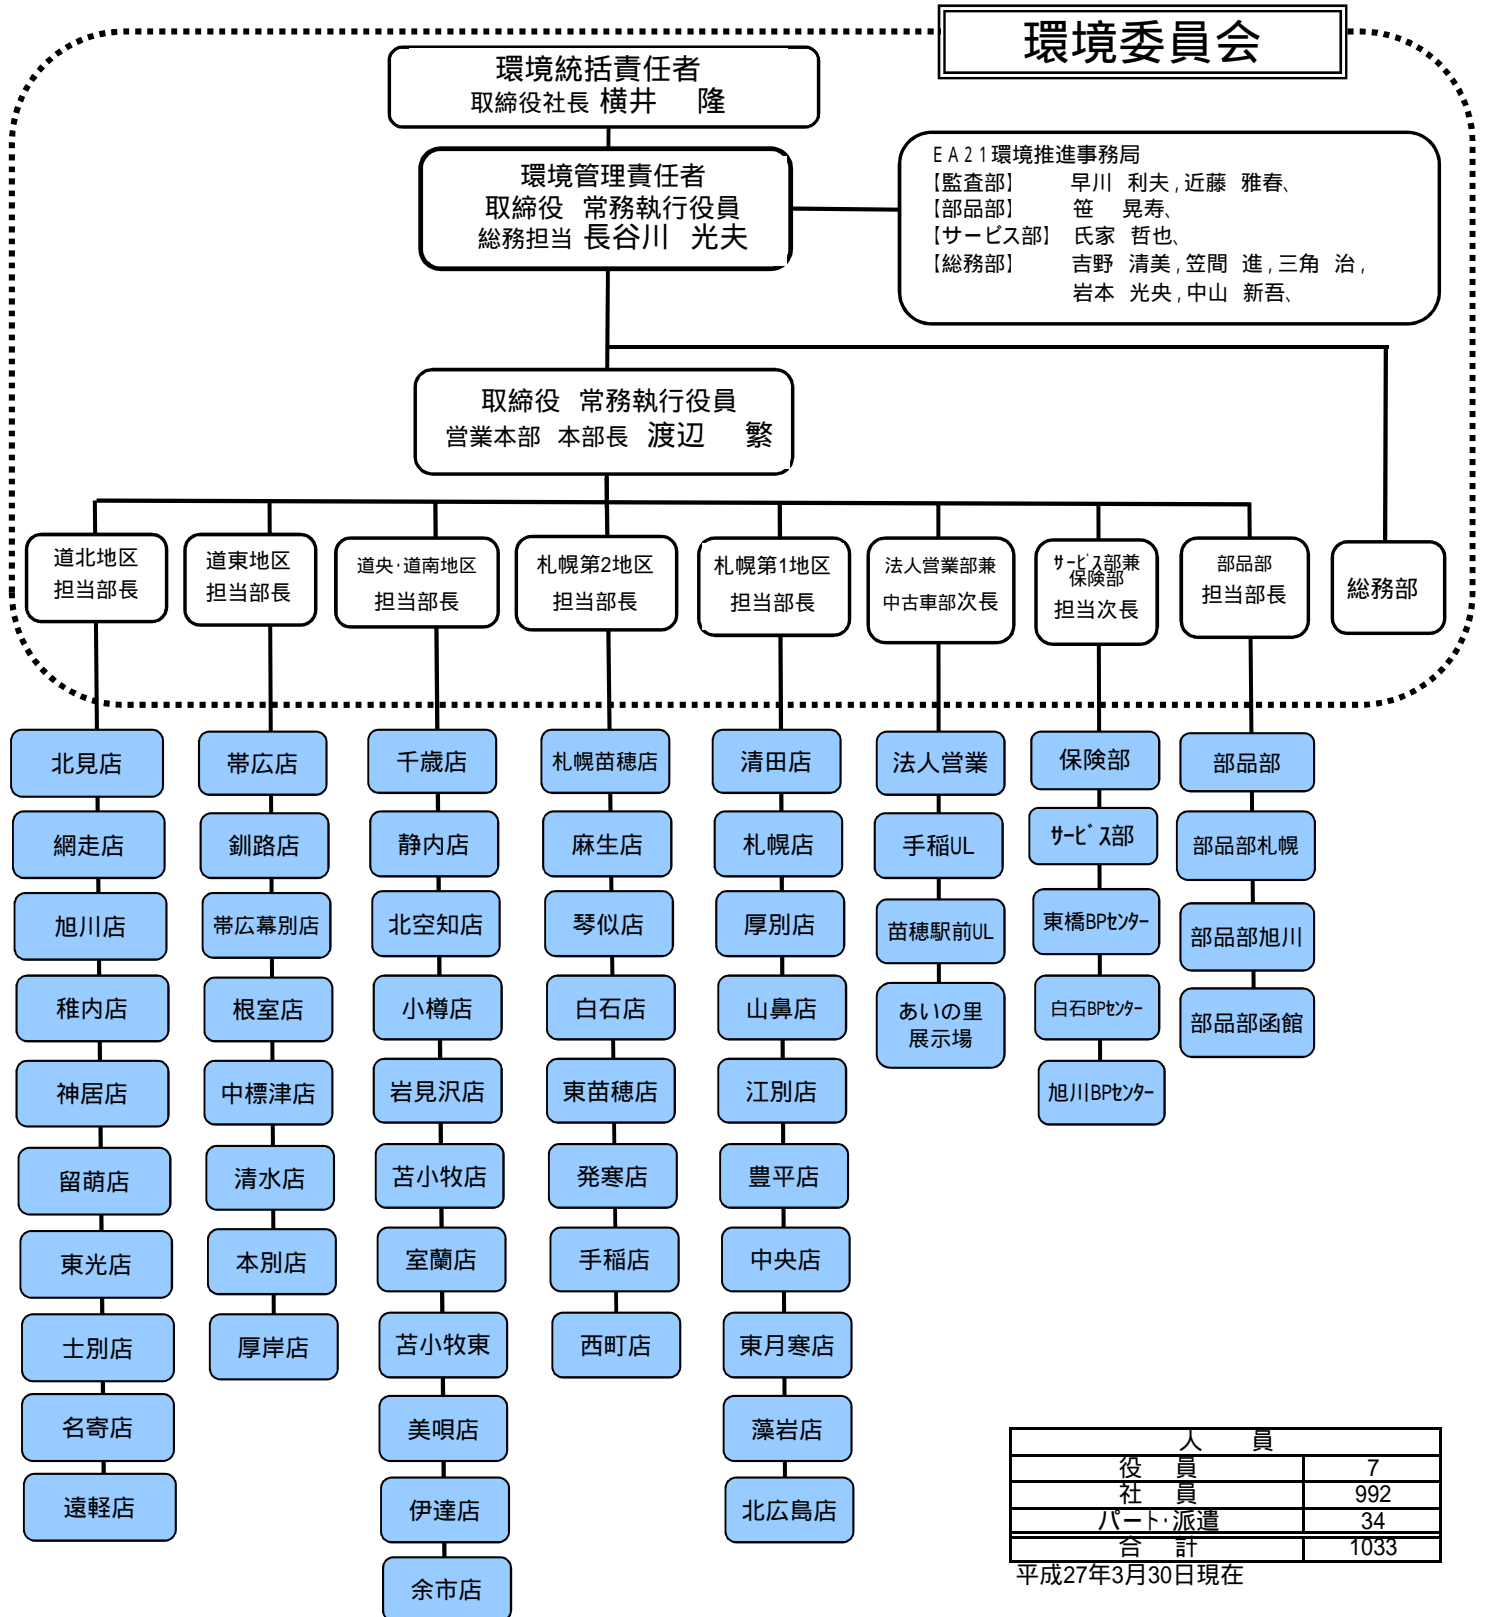 環境委員会
環境統括責任者
取締役社長 横井　隆
環境管理責任者
取締役 常務執行役員
総務担当 長谷川 光夫
EA21環境推進事務局
【監査部】 早川 利夫,近藤 雅春、
【部品部】 笹 晃寿、
【サービス部】 氏家 哲也、
【総務部】 吉野 清美,笠間 進,三角 治,
岩本 光央,中山 新吾、
取締役 常務執行役員
営業本部 本部長 渡辺　繁
道北地区
担当部長
道東地区
担当部長
道央・道南地区
担当部長
札幌第2地区
担当部長
札幌第1地区
担当部長
法人営業部兼
中古車部次長
サービス部兼
保険部
担当次長
部品部
担当部長
総務部
北見店
網走店
旭川店
稚内店
神居店
留萌店
東光店
士別店
名寄店
遠軽店
帯広店
釧路店
帯広幕別店
根室店
中標津店
清水店
本別店
厚岸店
千歳店
静内店
北空知店
小樽店
岩見沢店
苫小牧店
室蘭店
苫小牧東
美唄店
伊達店
余市店
札幌苗穂店
麻生店
琴似店
白石店
東苗穂店
発寒店
手稲店
西町店
清田店
札幌店
厚別店
山鼻店
江別店
豊平店
中央店
東月寒店
藻岩店
北広島店
法人営業
手稲UL
苗穂駅前UL
あいの里
展示場
保険部
サービス部
東橋BPセンター
白石BPセンター
旭川BPセンター
部品部
部品部札幌
部品部旭川
部品部函館
人　員
役　員 7
社　員 992
パート・派遣 34
合　計 1033
平成27年3月30日現在